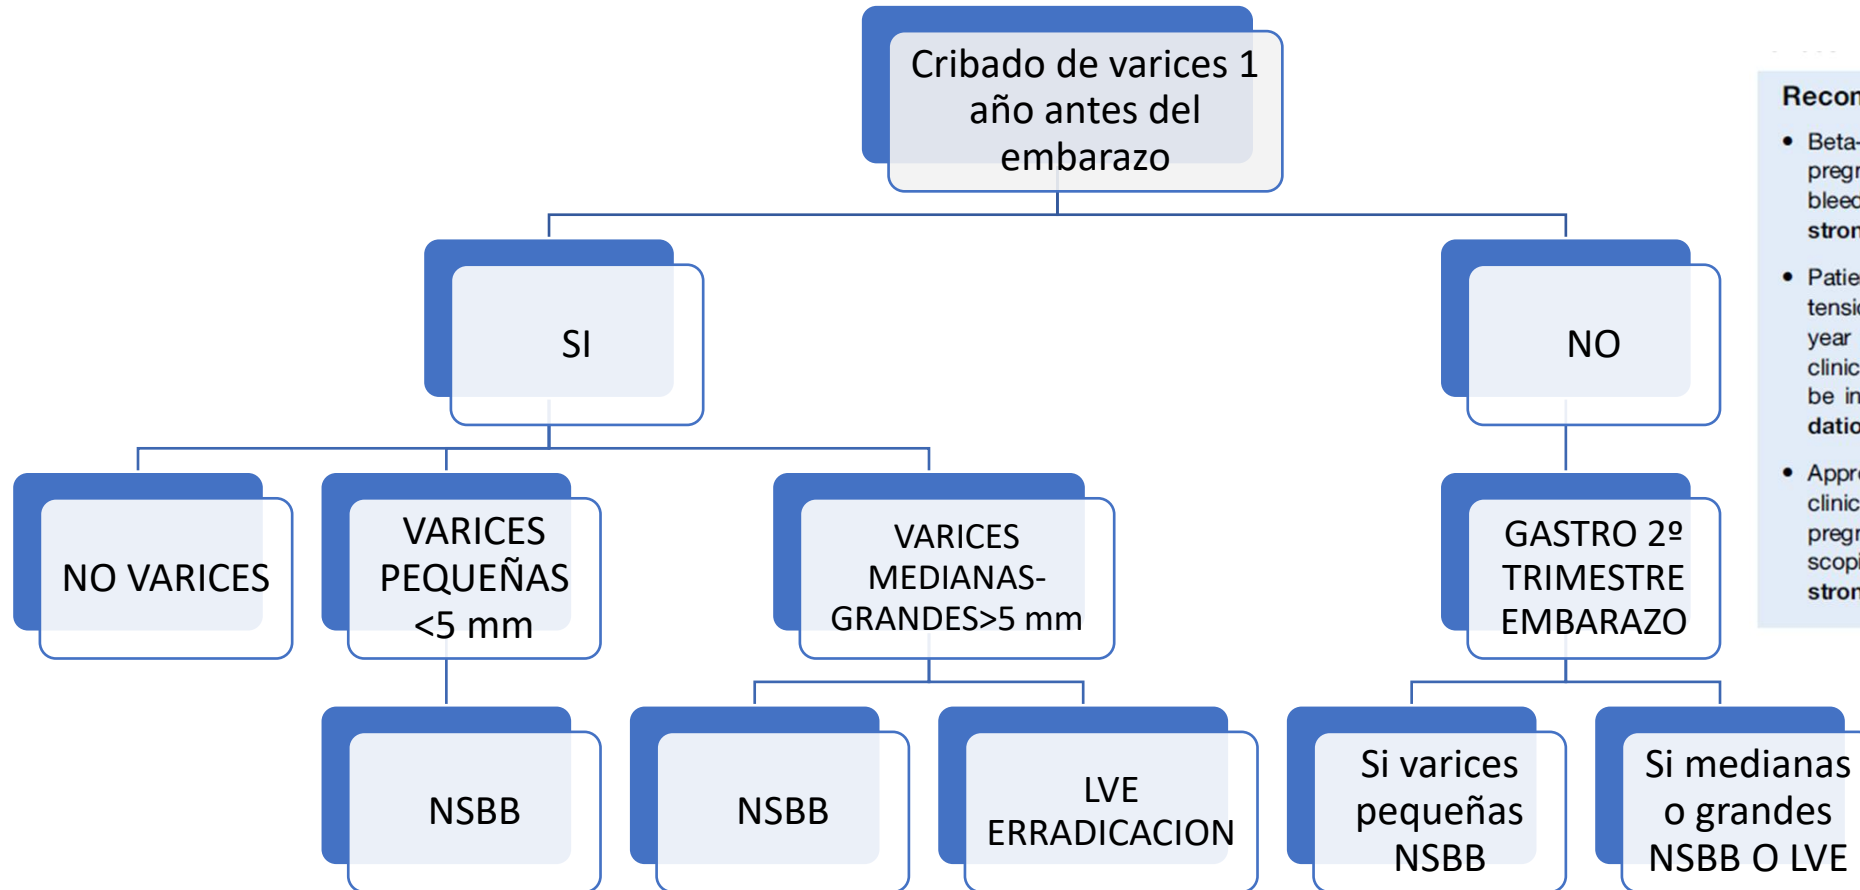 Cribado de varices 1
año antes del
embarazo
SI
NO
NO VARICES
VARICES
PEQUEÑAS
<5 mm
VARICES
MEDIANAS-
GRANDES>5 mm
GASTRO 2º
TRIMESTRE
EMBARAZO
NSBB
NSBB
LVE
ERRADICACION
Si varices
pequeñas
NSBB
Si medianas
o grandes
NSBB O LVE
Recon
• Beta-
pregr
bleed
stron
• Patie
tensio
year
clinic
be in
datio
• Appr
clinic
pregr
scopi
stron